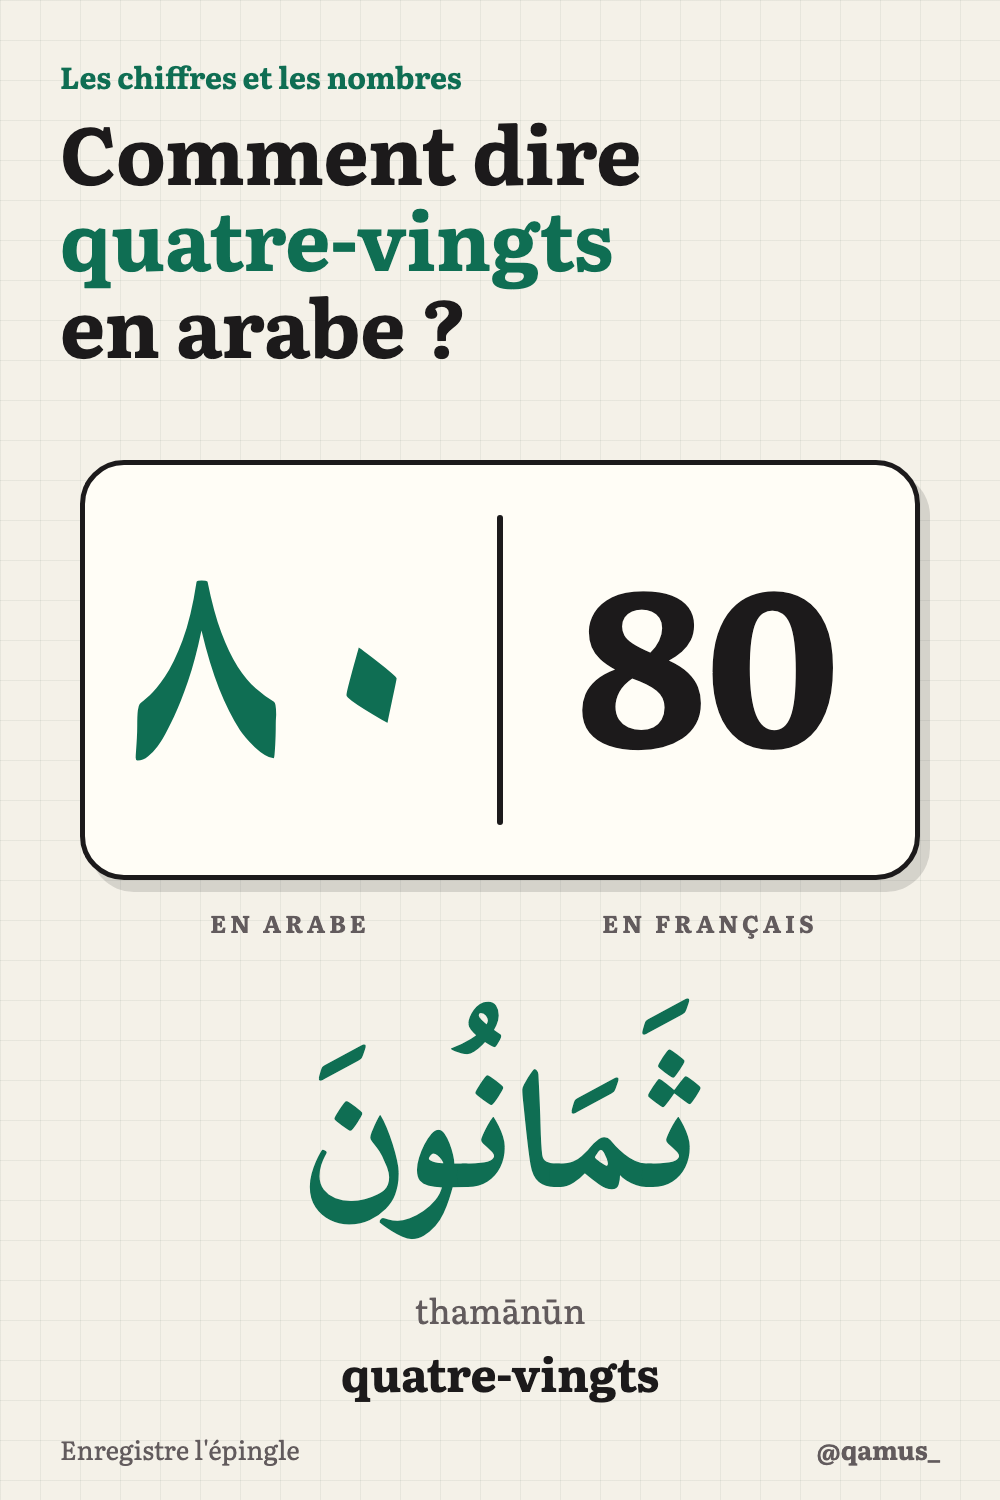 Les chiffres et les nombres
Comment dire
quatre-vingts
en arabe ?
٨٠
80
EN ARABE
EN FRANÇAIS
ثَمَانُونَ
thamānūn
quatre-vingts
Enregistre l'épingle
@qamus_